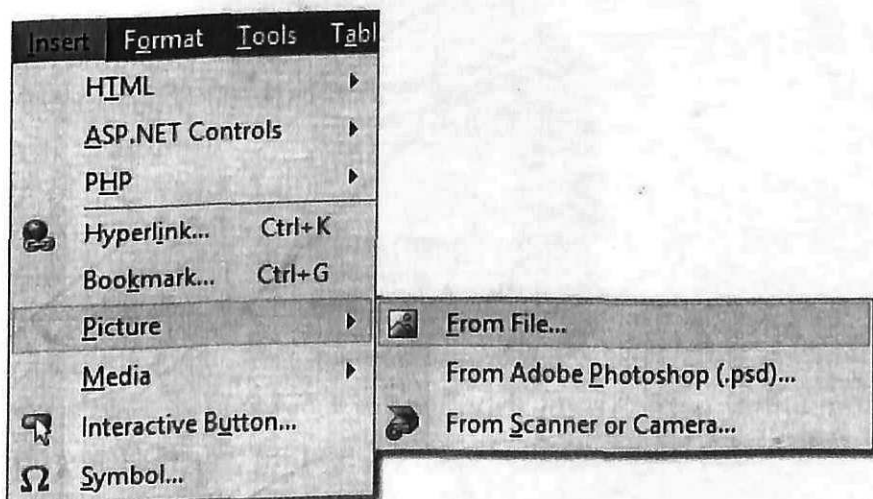 Insert Format Tools Tabl
HTML
ASP.NET Controls
PHP
Hyperlink... Ctrl+K
Bookmark... Ctrl+G
Picture
From File...
Media
From Adobe Photoshop (.psd)...
Interactive Button...
From Scanner or Camera...
Symbol...